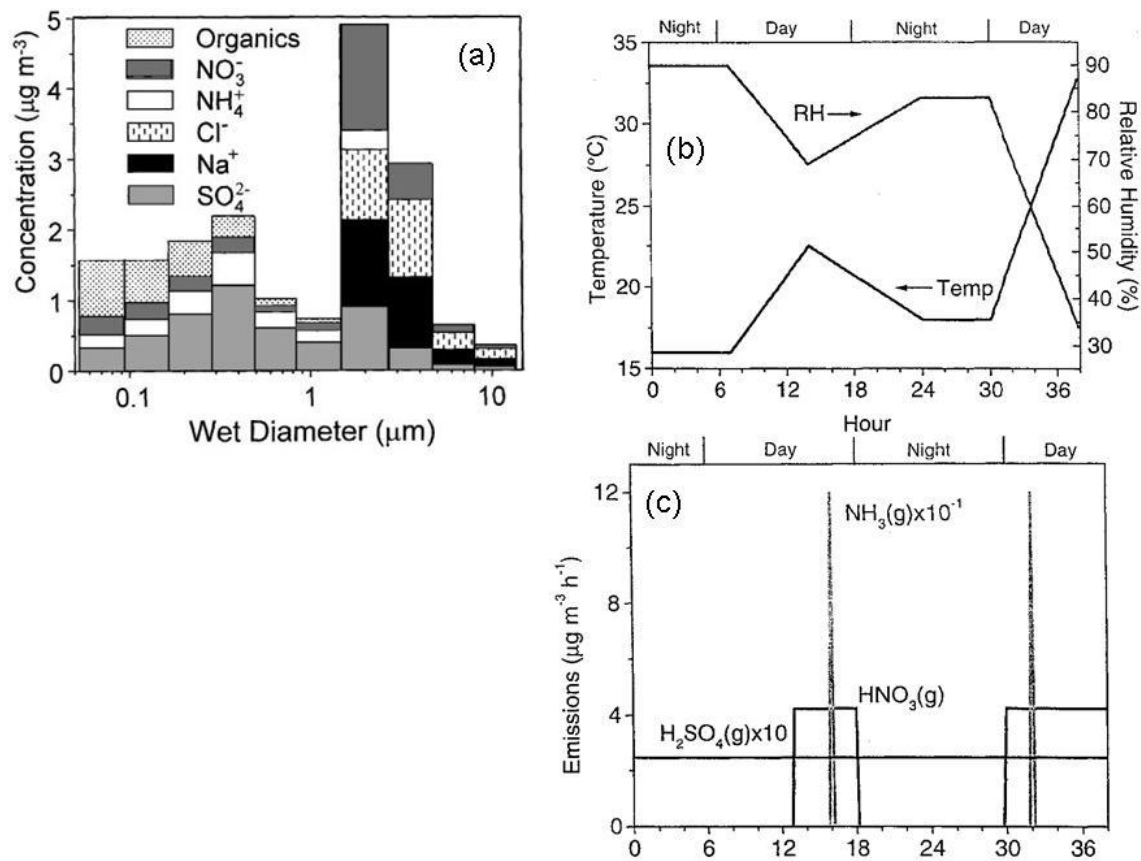 (a)
5
4
3
2
1
0
Concentration (μg m⁻³)
Organics
NO₃⁻
NH₄⁺
Cl⁻
Na⁺
SO₄²⁻
0.1 1 10
Wet Diameter (μm)
Night Day Night Day
(b)
35
30
25
20
15
Temperature (°C)
RH
Temp
90
80
70
60
50
40
30
Relative Humidity (%)
0 6 12 18 24 30 36
Hour
Night Day Night Day
(c)
12
8
4
0
Emissions (μg m⁻³ h⁻¹)
NH₃(g)x10⁻¹
HNO₃(g)
H₂SO₄(g)x10
0 6 12 18 24 30 36